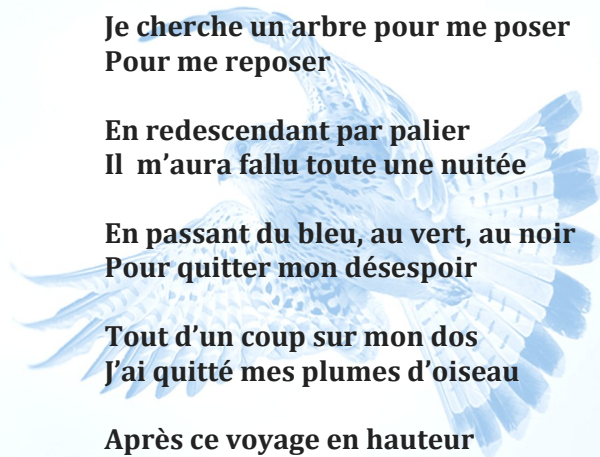 Je cherche un arbre pour me poser
Pour me reposer
En redescendant par palier
Il  m’aura fallu toute une nuitée
En passant du bleu, au vert, au noir
Pour quitter mon désespoir
Tout d’un coup sur mon dos
J’ai quitté mes plumes d’oiseau
Après ce voyage en hauteur